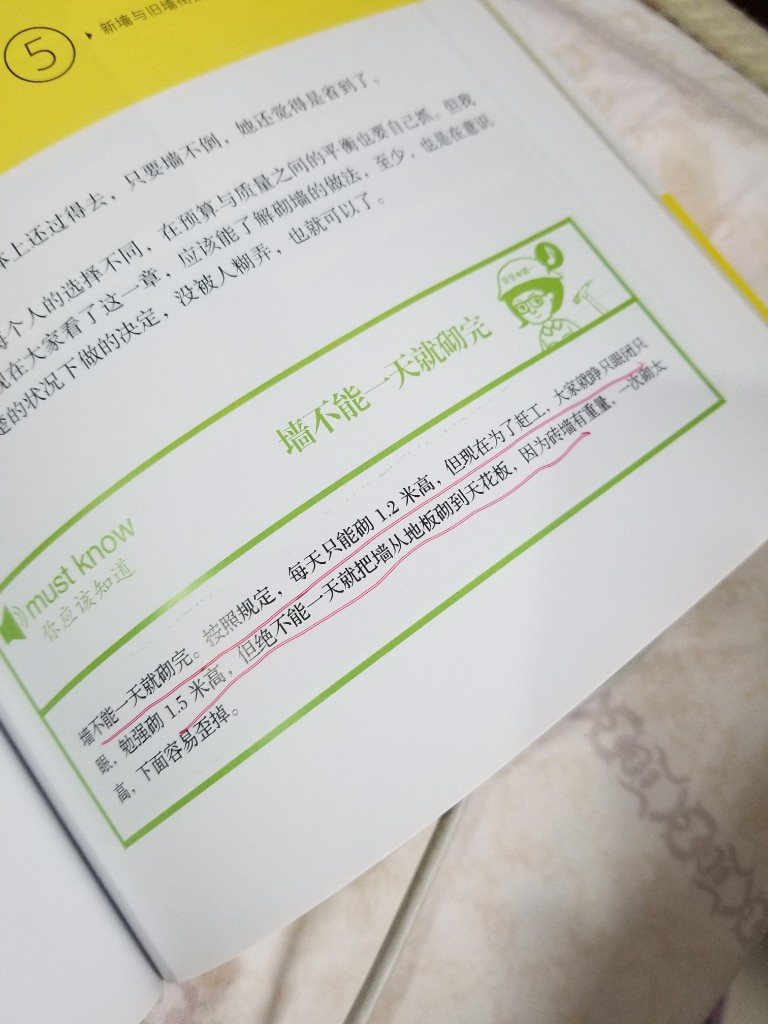 5
新墙与旧墙
体上还过得去，只要墙不倒，她还觉得是省到了。
每个人的选择不同，在预算与质量之间的平衡也要自己抓。但我
现在大家看了这一章，应该能了解砌墙的做法，至少，也是在意识
楚的状况下做的决定，没被人糊弄，也就可以了。
must know
你应该知道
墙不能一天就砌完
墙不能一天就砌完。按照规定，每天只能砌 1.2 米高，但现在为了赶工，大家就睁只眼闭只
眼，勉强砌 1.5 米高，但绝不能一天就把墙从地板砌到天花板，因为砖墙有重量，一次砌太
高，下面容易歪掉。